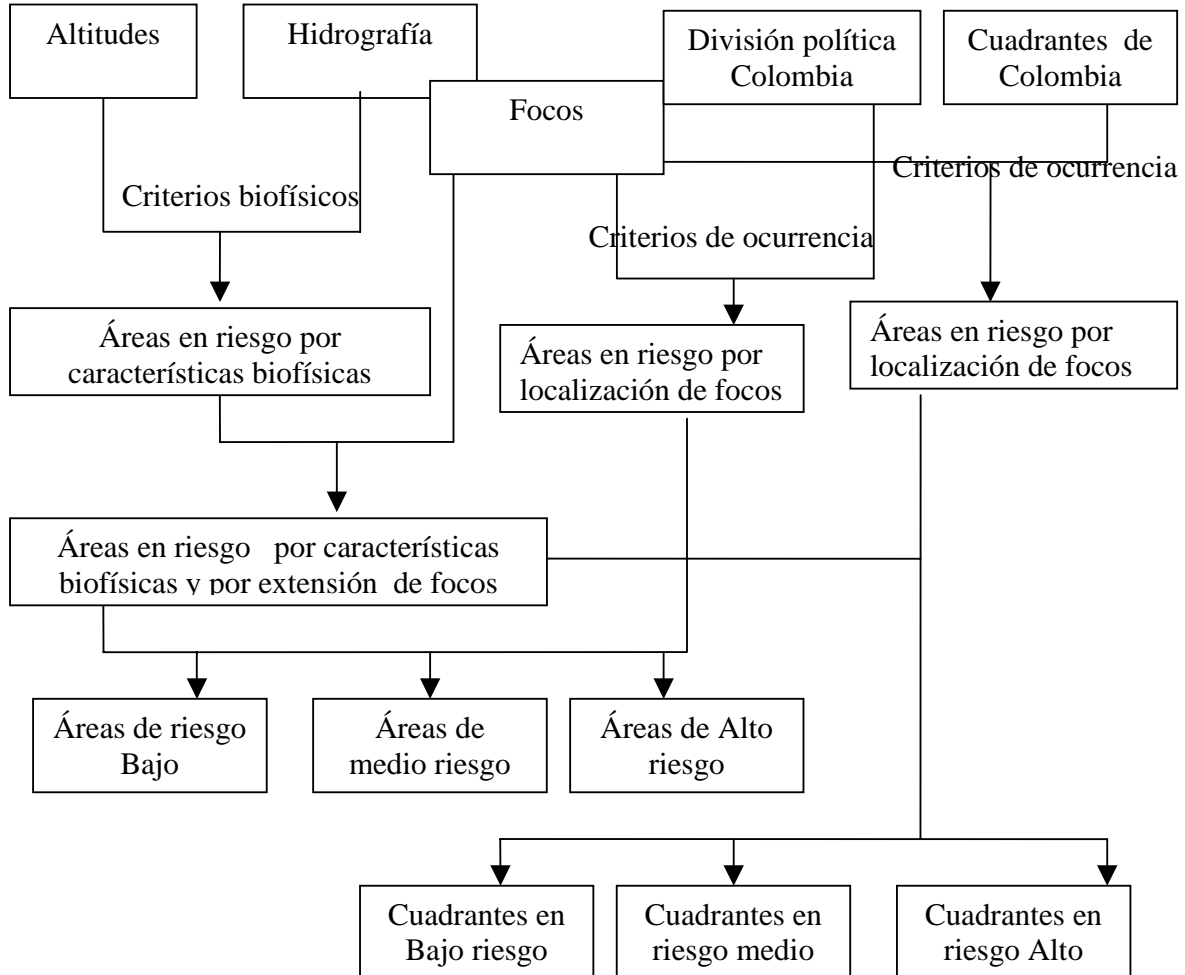 Altitudes
Hidrografía
División política
Colombia
Cuadrantes de
Colombia
Focos
Criterios de ocurrencia
Criterios biofísicos
Criterios de ocurrencia
Áreas en riesgo por
características biofísicas
Áreas en riesgo por
localización de focos
Áreas en riesgo por
localización de focos
Áreas en riesgo por características
biofísicas y por extensión de focos
Áreas de riesgo
Bajo
Áreas de
medio riesgo
Áreas de Alto
riesgo
Cuadrantes en
Bajo riesgo
Cuadrantes en
riesgo medio
Cuadrantes en
riesgo Alto